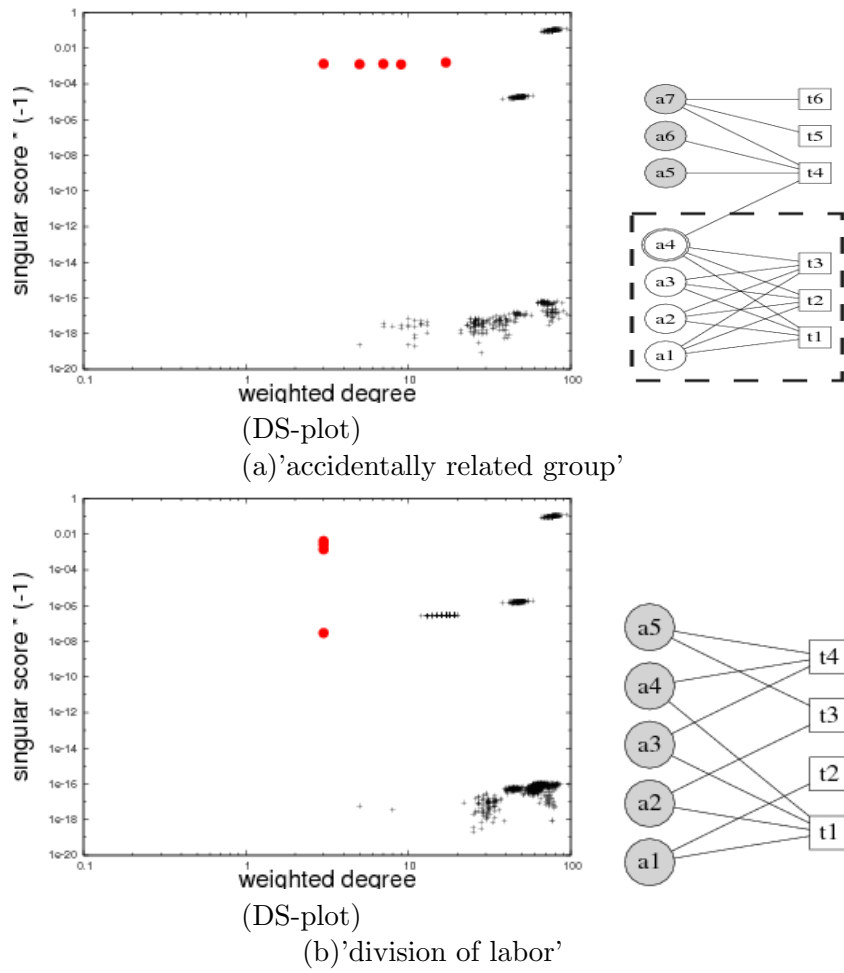 1
0.01
1e-04
1e-06
1e-08
1e-10
1e-12
1e-14
1e-16
1e-18
1e-20
singular score * (-1)
0.1
1
10
100
weighted degree
a7
a6
a5
a4
a3
a2
a1
t6
t5
t4
t3
t2
t1
(DS-plot)
(a)'accidentally related group'
1
0.01
1e-04
1e-06
1e-08
1e-10
1e-12
1e-14
1e-16
1e-18
1e-20
singular score * (-1)
0.1
1
10
100
weighted degree
a5
a4
a3
a2
a1
t4
t3
t2
t1
(DS-plot)
(b)'division of labor'